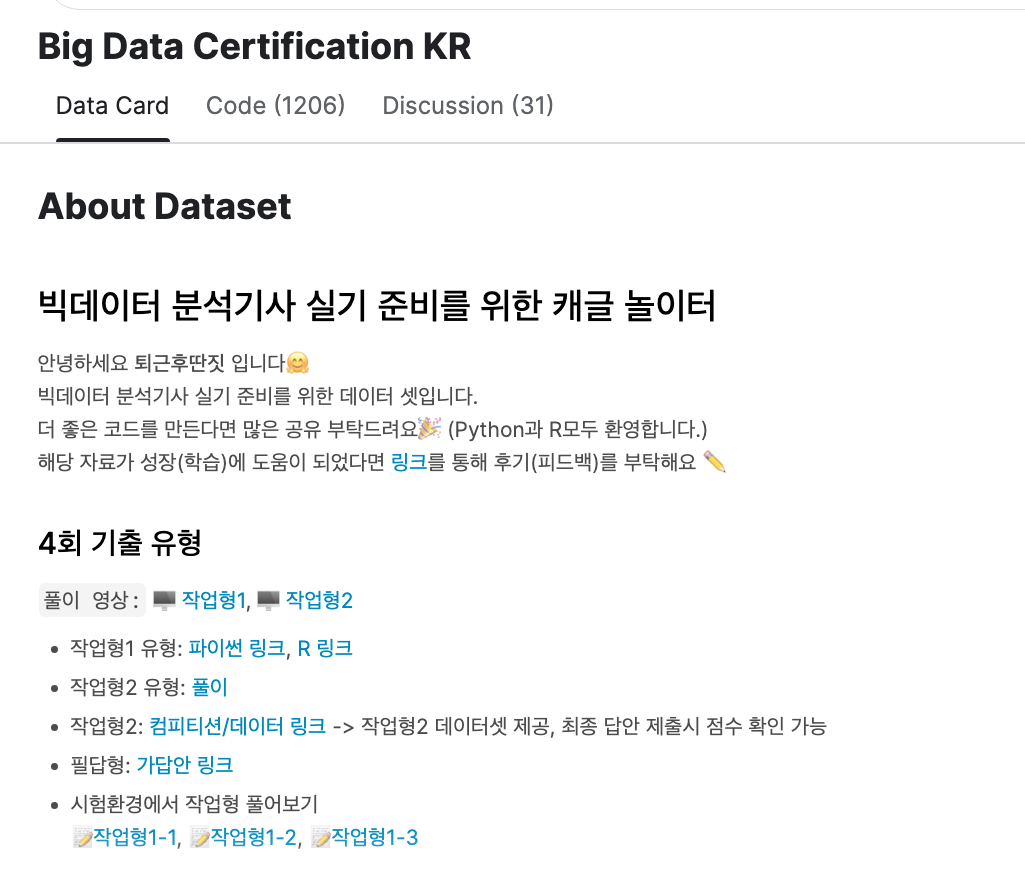 Big Data Certification KR
Data Card Code (1206) Discussion (31)
About Dataset
빅데이터 분석기사 실기 준비를 위한 캐글 놀이터
안녕하세요 퇴근후딴짓 입니다🤗
빅데이터 분석기사 실기 준비를 위한 데이터 셋입니다.
더 좋은 코드를 만든다면 많은 공유 부탁드려요🎉 (Python과 R모두 환영합니다.)
해당 자료가 성장(학습)에 도움이 되었다면 링크를 통해 후기(피드백)를 부탁해요 ✏️
4회 기출 유형
풀이 영상: 🖥️ 작업형1, 🖥️ 작업형2
• 작업형1 유형: 파이썬 링크, R 링크
• 작업형2 유형: 풀이
• 작업형2: 컴피티션/데이터 링크 -> 작업형2 데이터셋 제공, 최종 답안 제출시 점수 확인 가능
• 필답형: 가답안 링크
• 시험환경에서 작업형 풀어보기
📝작업형1-1, 📝작업형1-2, 📝작업형1-3